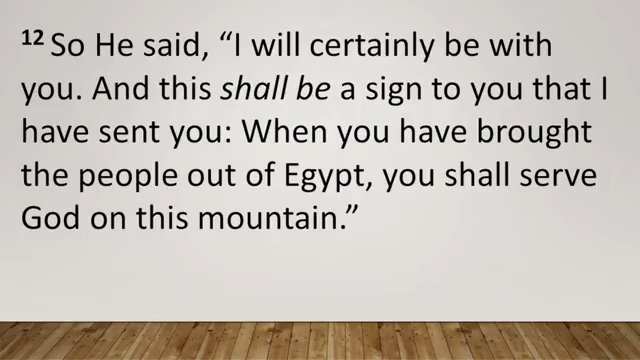 12 So He said, “I will certainly be with
you. And this shall be a sign to you that I
have sent you: When you have brought
the people out of Egypt, you shall serve
God on this mountain.”